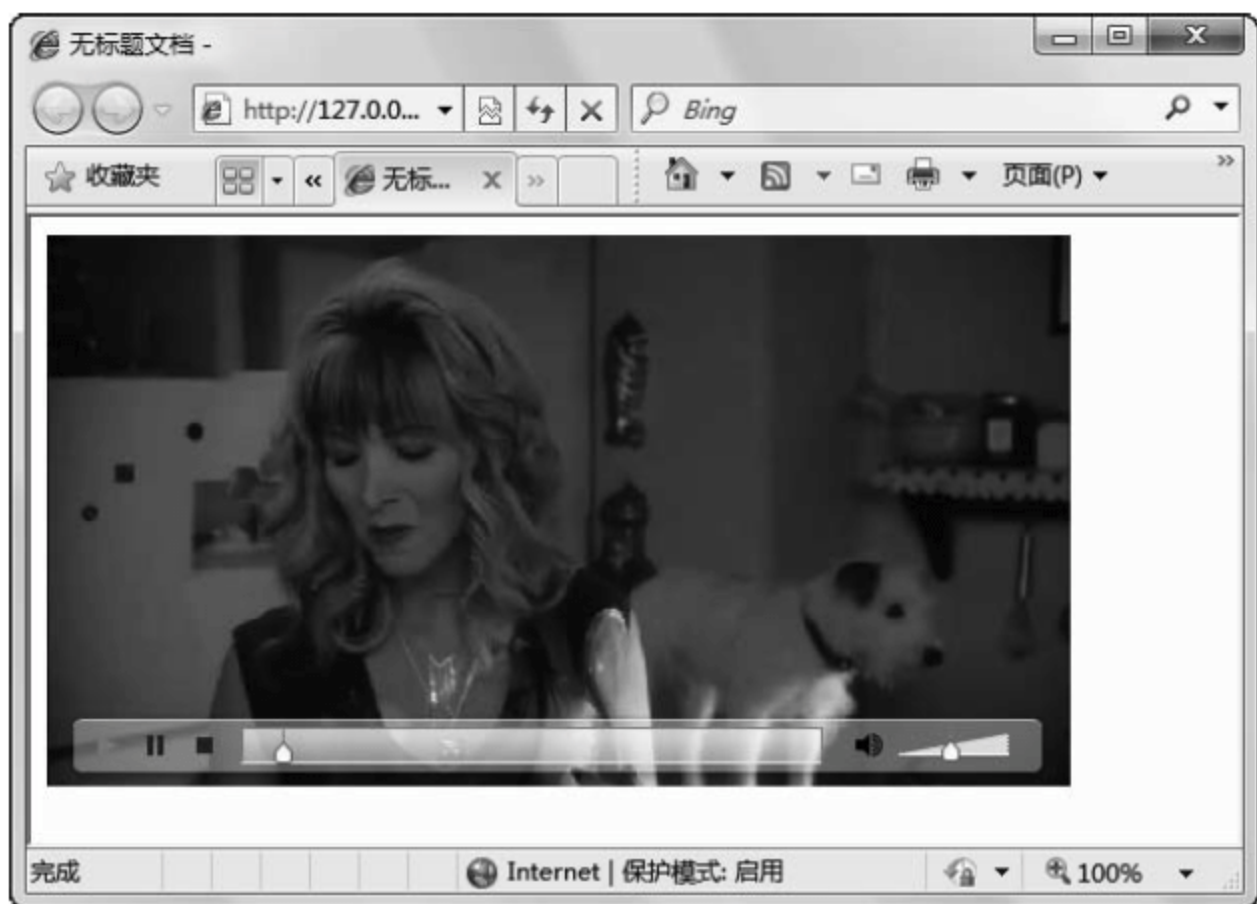 无标题文档 -
http://127.0.0... Bing
收藏夹 « 无标... » 页面(P) »
完成 Internet | 保护模式: 启用 100%